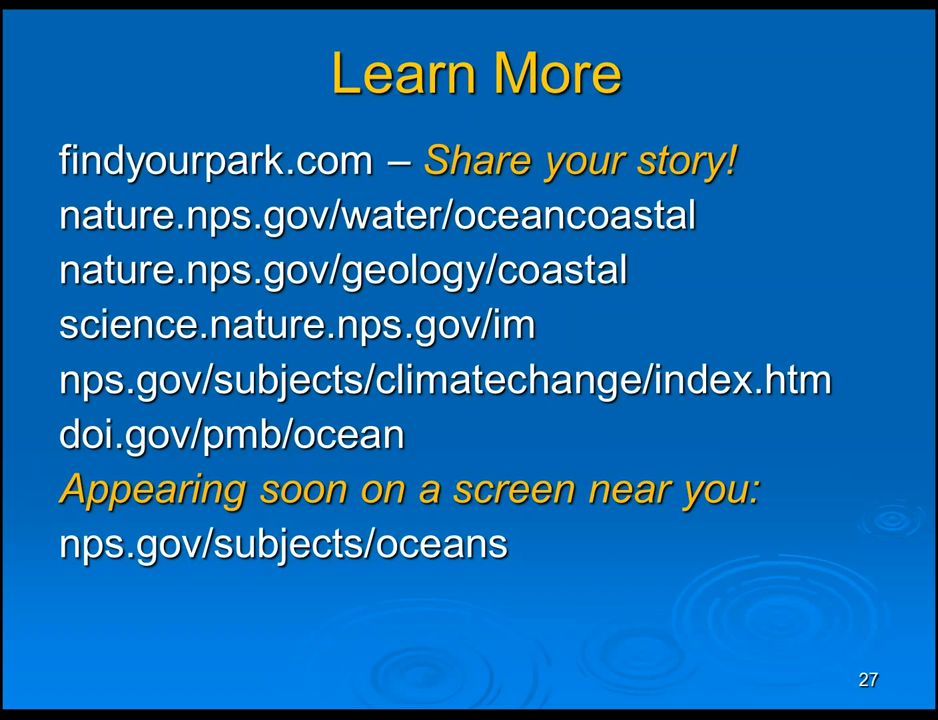 Learn More
findyourpark.com – Share your story!
nature.nps.gov/water/oceancoastal
nature.nps.gov/geology/coastal
science.nature.nps.gov/im
nps.gov/subjects/climatechange/index.htm
doi.gov/pmb/ocean
Appearing soon on a screen near you:
nps.gov/subjects/oceans
27